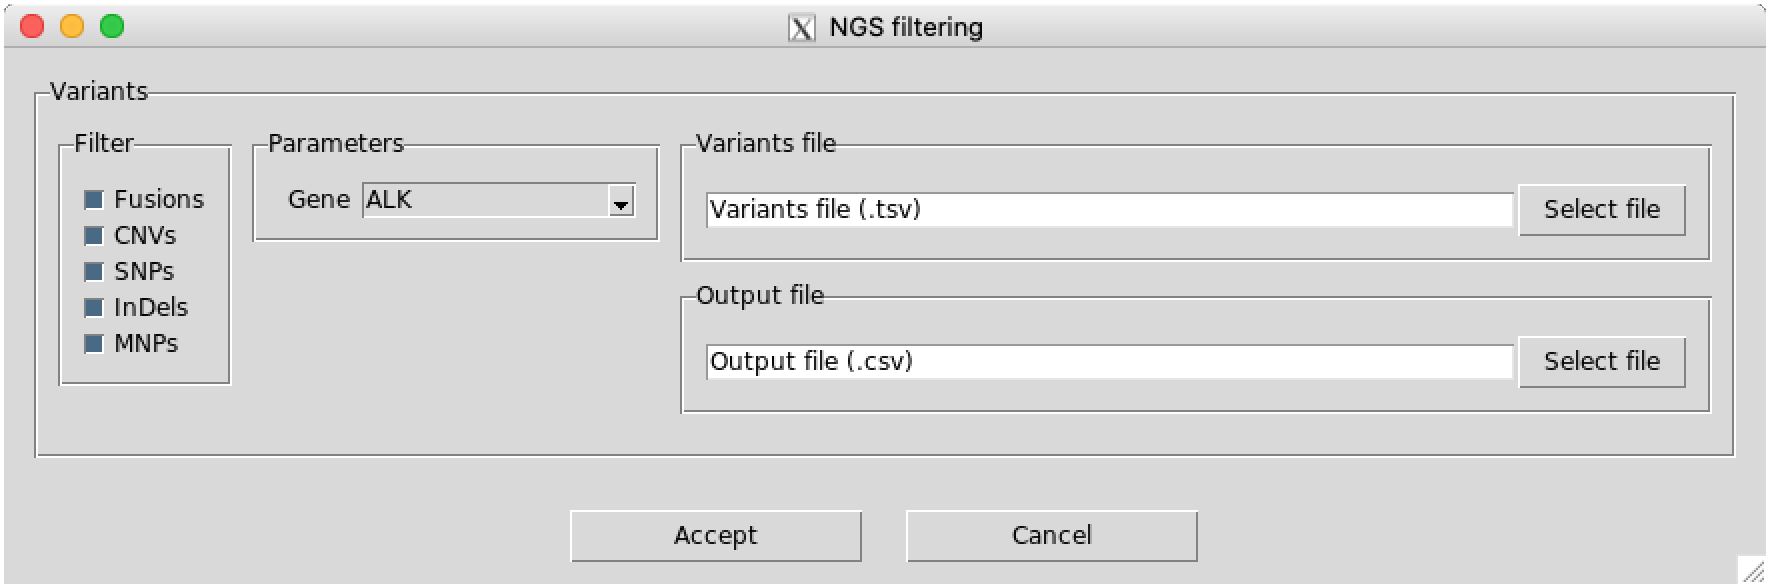 NGS filtering
Variants
Filter
Fusions
CNVs
SNPs
InDels
MNPs
Parameters
Gene ALK
Variants file
Variants file (.tsv) Select file
Output file
Output file (.csv) Select file
Accept Cancel